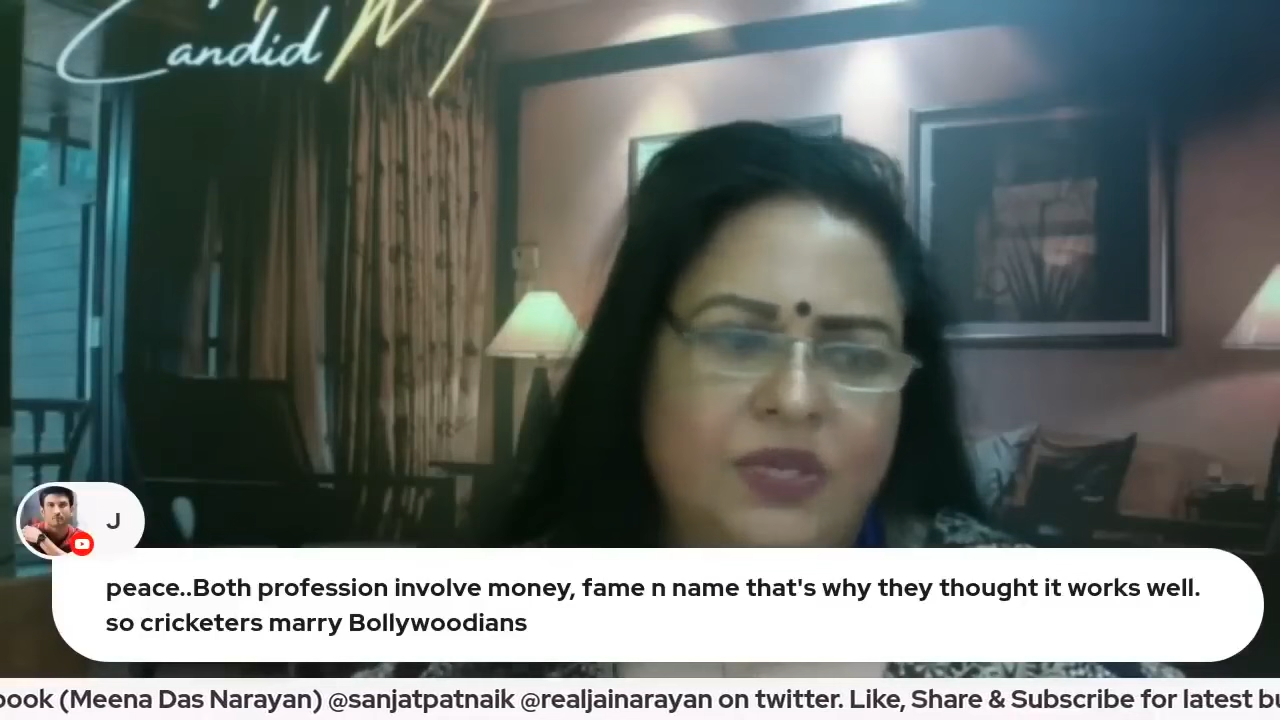 Candid M
J
peace..Both profession involve money, fame n name that's why they thought it works well.
so cricketers marry Bollywoodians
book (Meena Das Narayan) @sanjatpatnaik @realjainarayan on twitter. Like, Share & Subscribe for latest bu